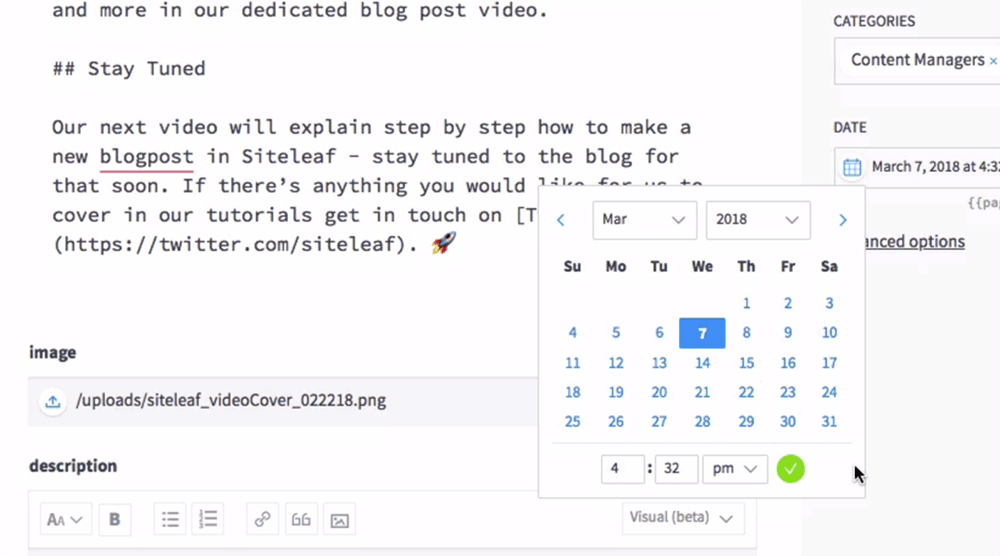 and more in our dedicated blog post video.
## Stay Tuned
Our next video will explain step by step how to make a
new blogpost in Siteleaf – stay tuned to the blog for
that soon. If there’s anything you would like for us to
cover in our tutorials get in touch on [T
(https://twitter.com/siteleaf). 🚀
image
/uploads/siteleaf_videoCover_022218.png
description
AA
B
Visual (beta)
CATEGORIES
Content Managers ×
DATE
March 7, 2018 at 4:32
{{pag
anced options
Mar 2018
Su Mo Tu We Th Fr Sa
1 2 3
4 5 6 7 8 9 10
11 12 13 14 15 16 17
18 19 20 21 22 23 24
25 26 27 28 29 30 31
4 : 32 pm